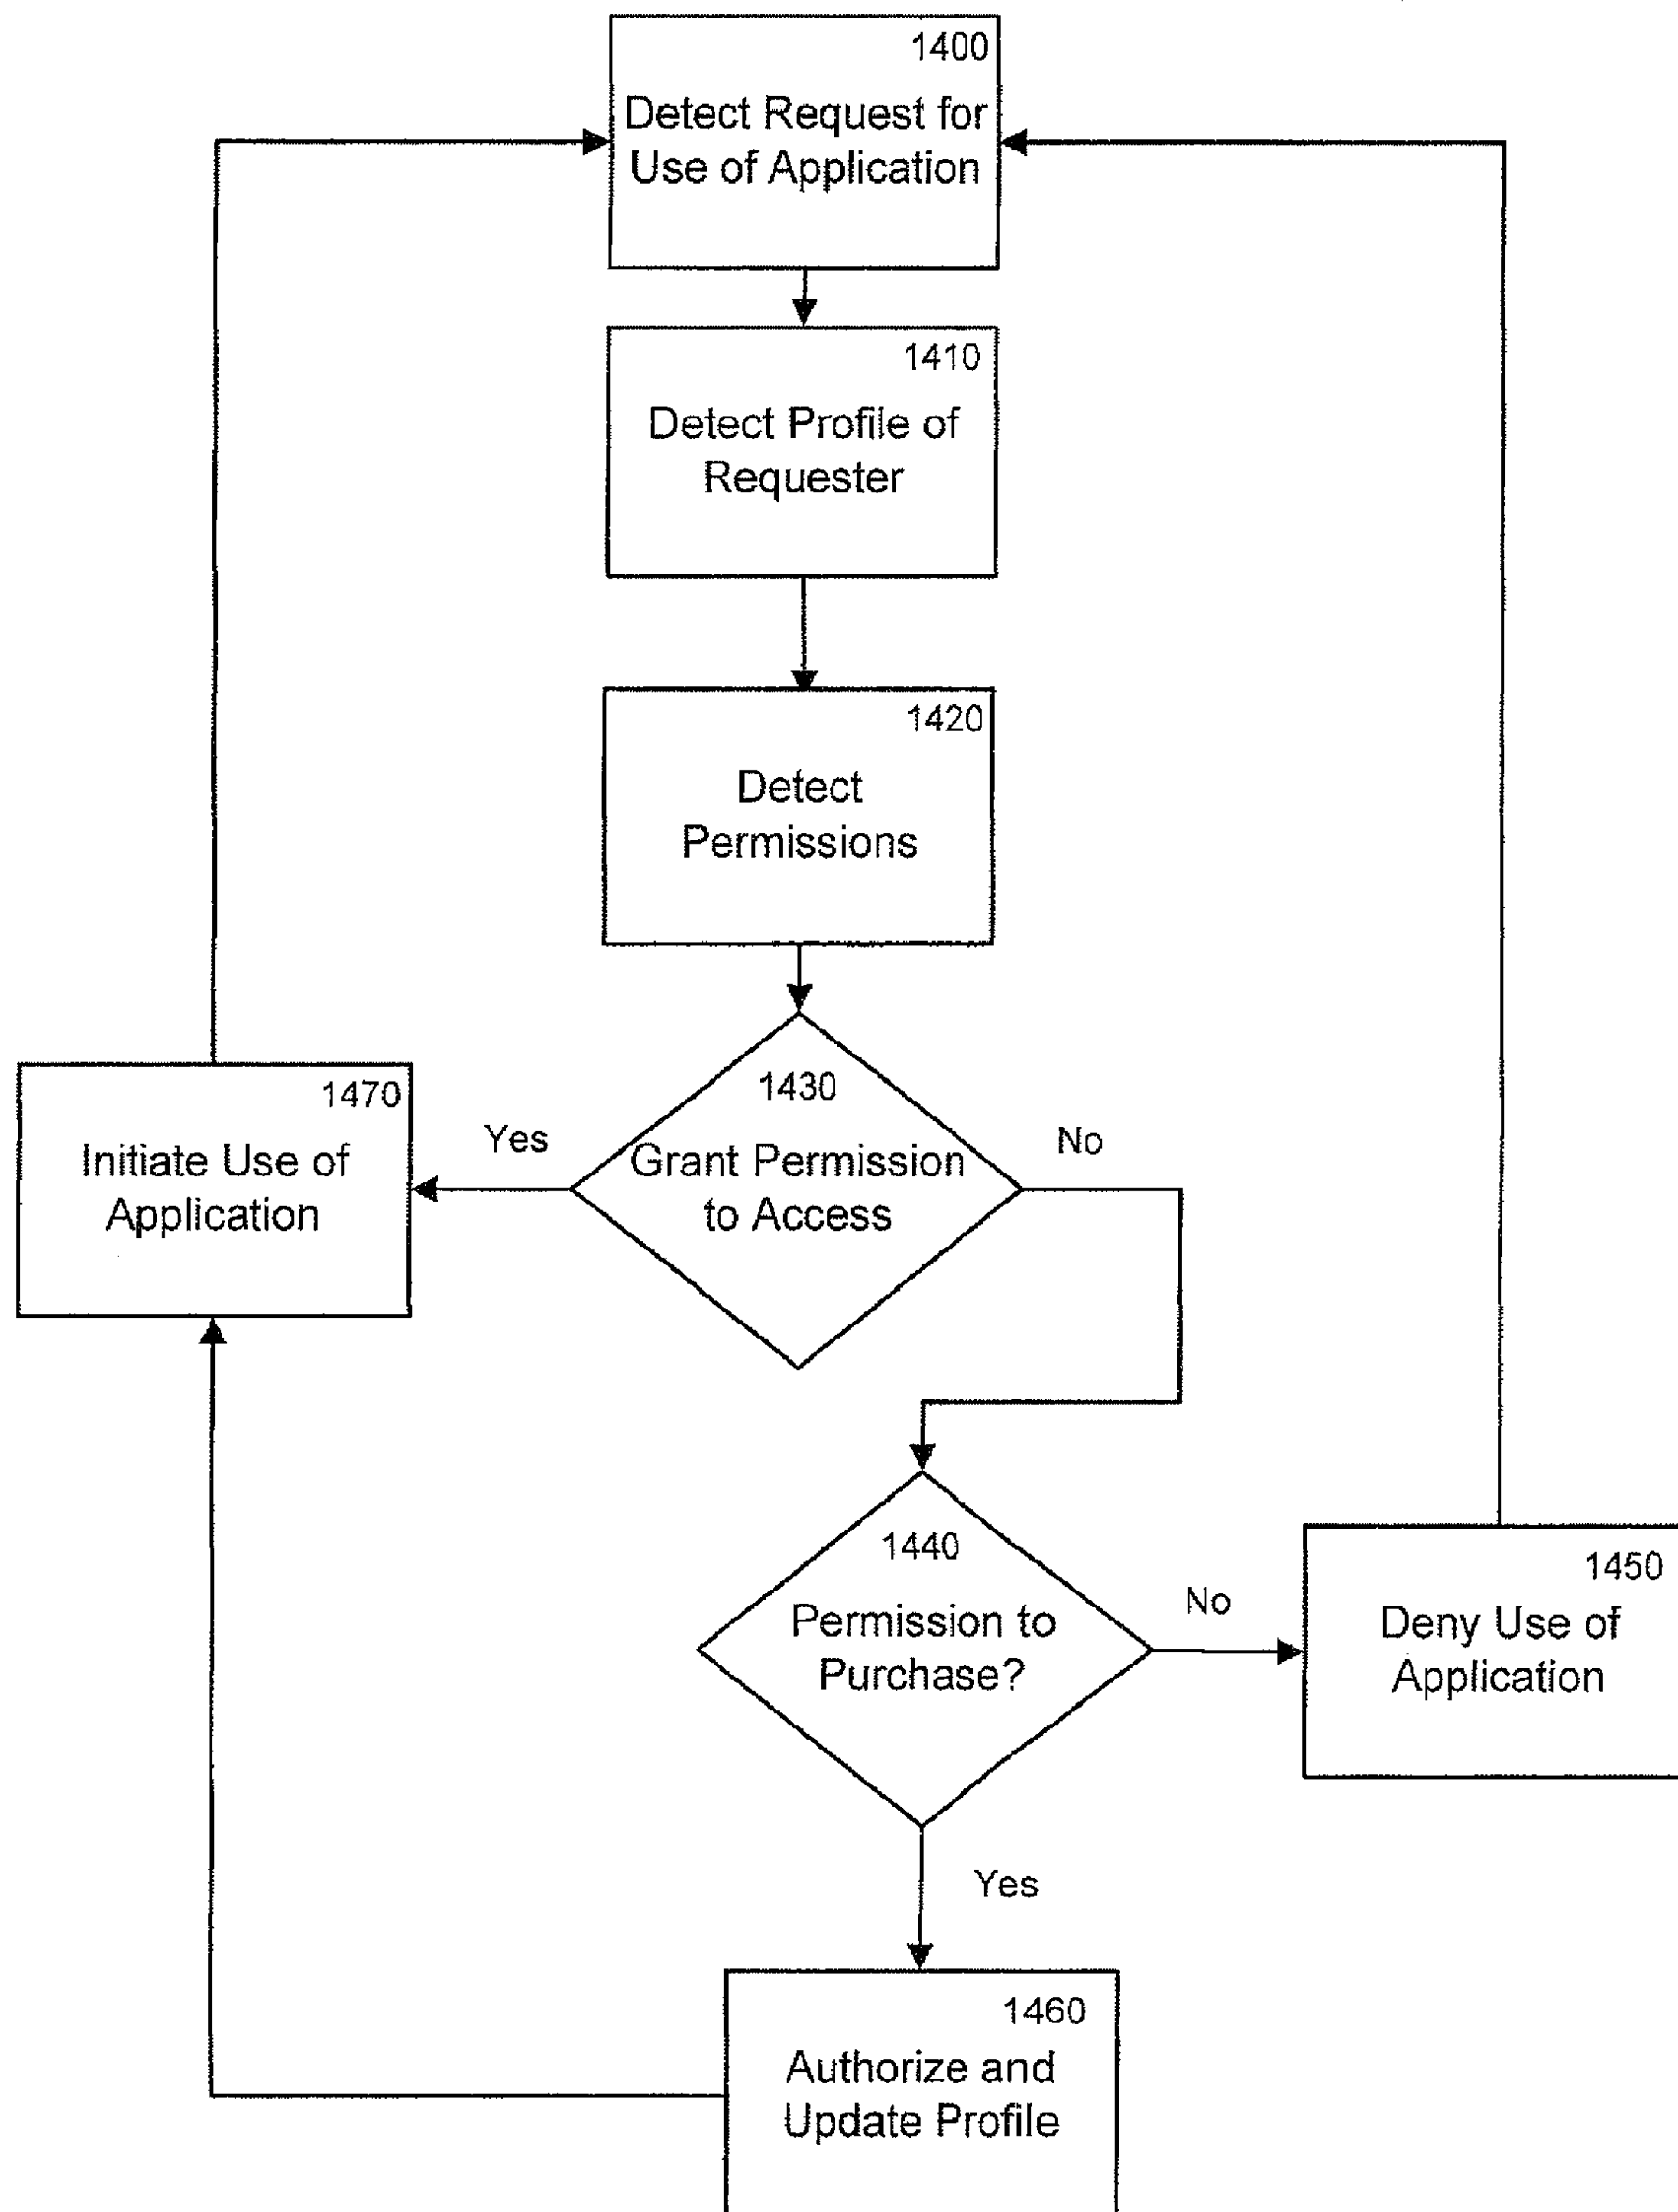 1400
Detect Request for
Use of Application
1410
Detect Profile of
Requester
1420
Detect
Permissions
1430
Grant Permission
to Access
Yes
No
1470
Initiate Use of
Application
1440
Permission to
Purchase?
No
Yes
1450
Deny Use of
Application
1460
Authorize and
Update Profile